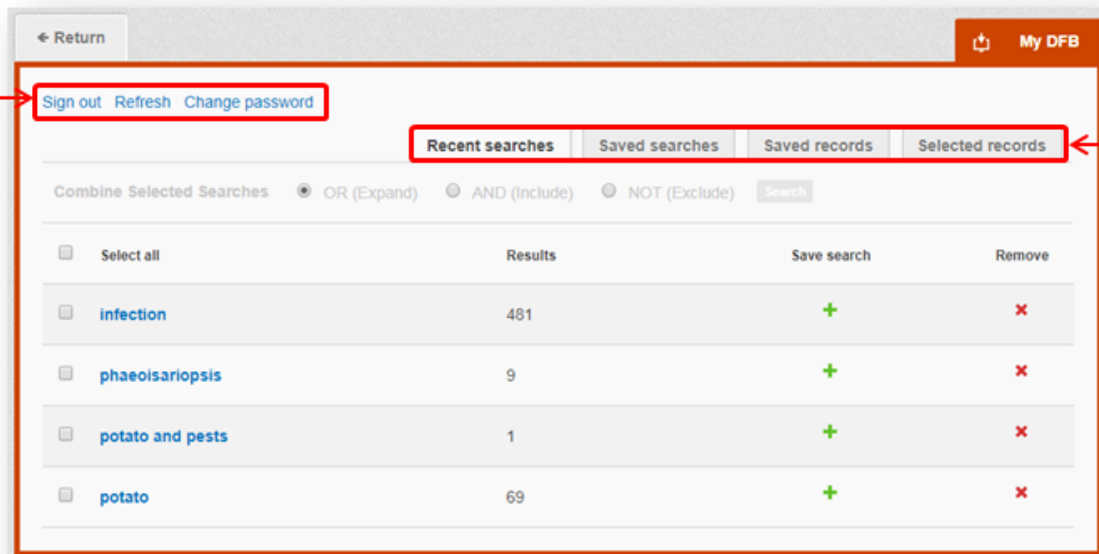 Return
My DFB
Sign out Refresh Change password
Recent searches Saved searches Saved records Selected records
Combine Selected Searches OR (Expand) AND (Include) NOT (Exclude) Search
Select all Results Save search Remove
infection 481
phaeoisariopsis 9
potato and pests 1
potato 69